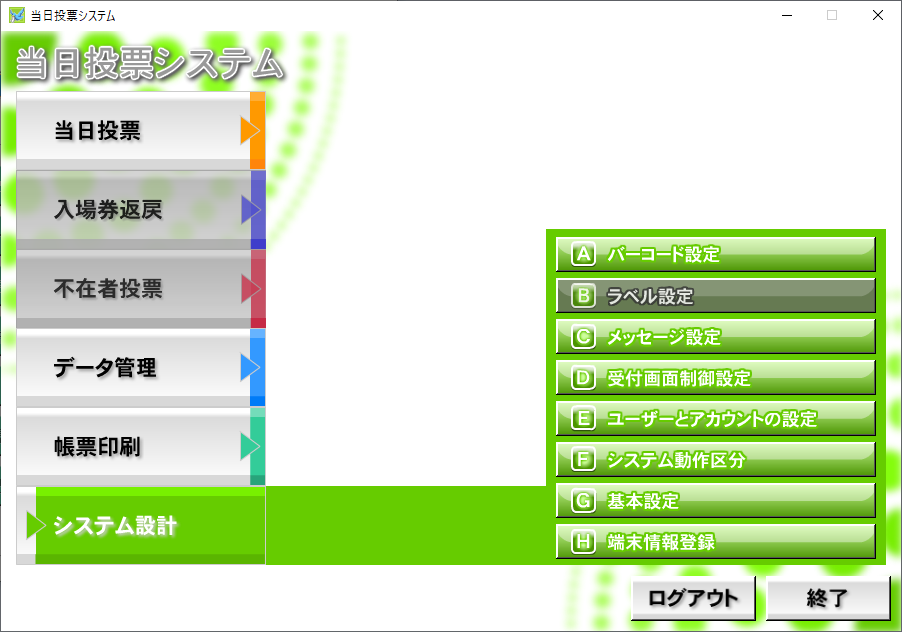 当日投票システム
当日投票システム
当日投票
入場券返戻
不在者投票
データ管理
帳票印刷
システム設計
A バーコード設定
B ラベル設定
C メッセージ設定
D 受付画面制御設定
E ユーザーとアカウントの設定
F システム動作区分
G 基本設定
H 端末情報登録
ログアウト
終了